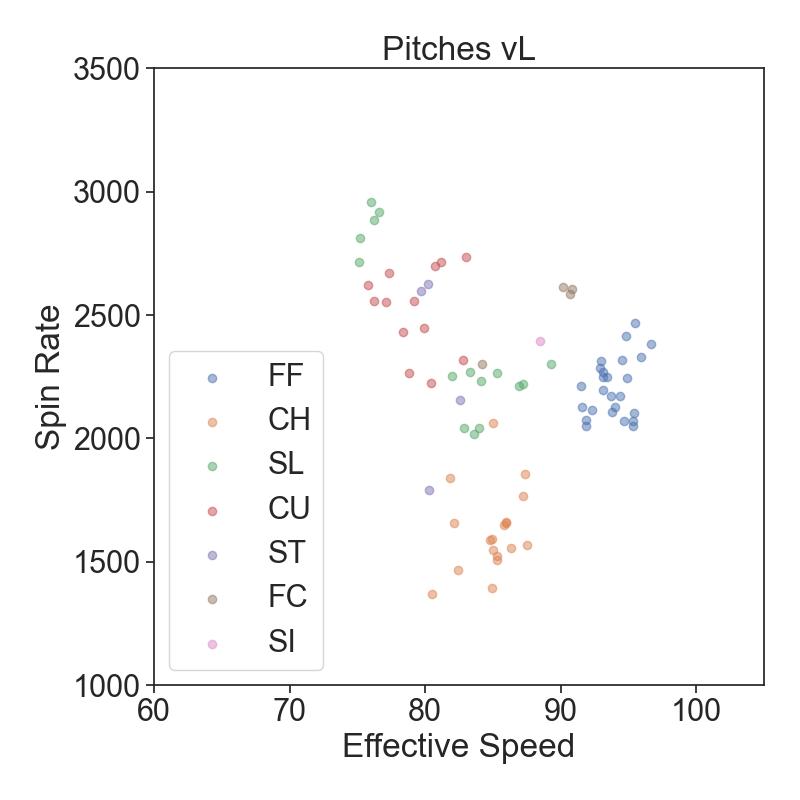 Pitches vL
3500
3000
2500
2000
1500
1000
Spin Rate
FF
CH
SL
CU
ST
FC
SI
60 70 80 90 100
Effective Speed